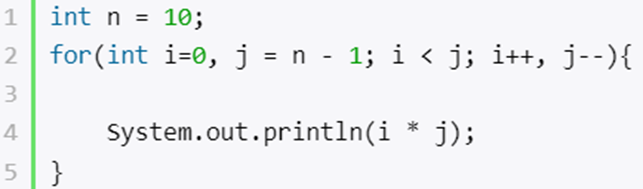 1 int n = 10;
2 for(int i=0, j = n - 1; i < j; i++, j--){
3
4     System.out.println(i * j);
5 }